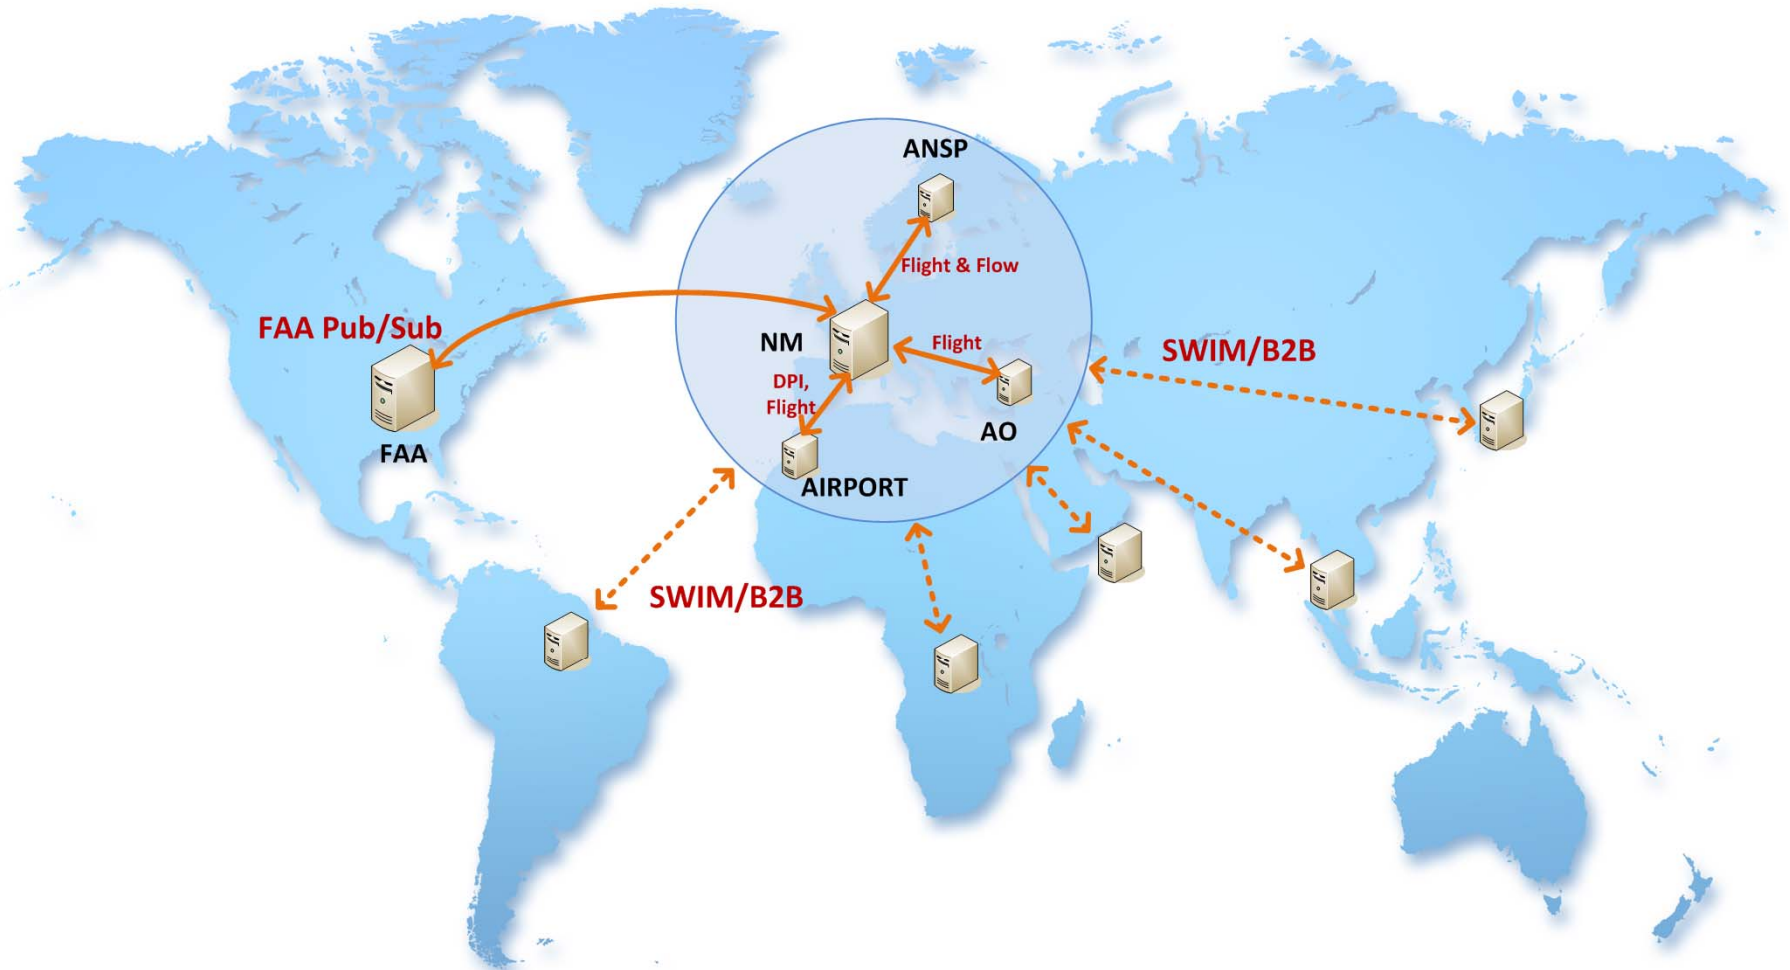 ANSP
Flight & Flow
FAA Pub/Sub
NM
Flight
SWIM/B2B
DPI,
Flight
AO
FAA
AIRPORT
SWIM/B2B